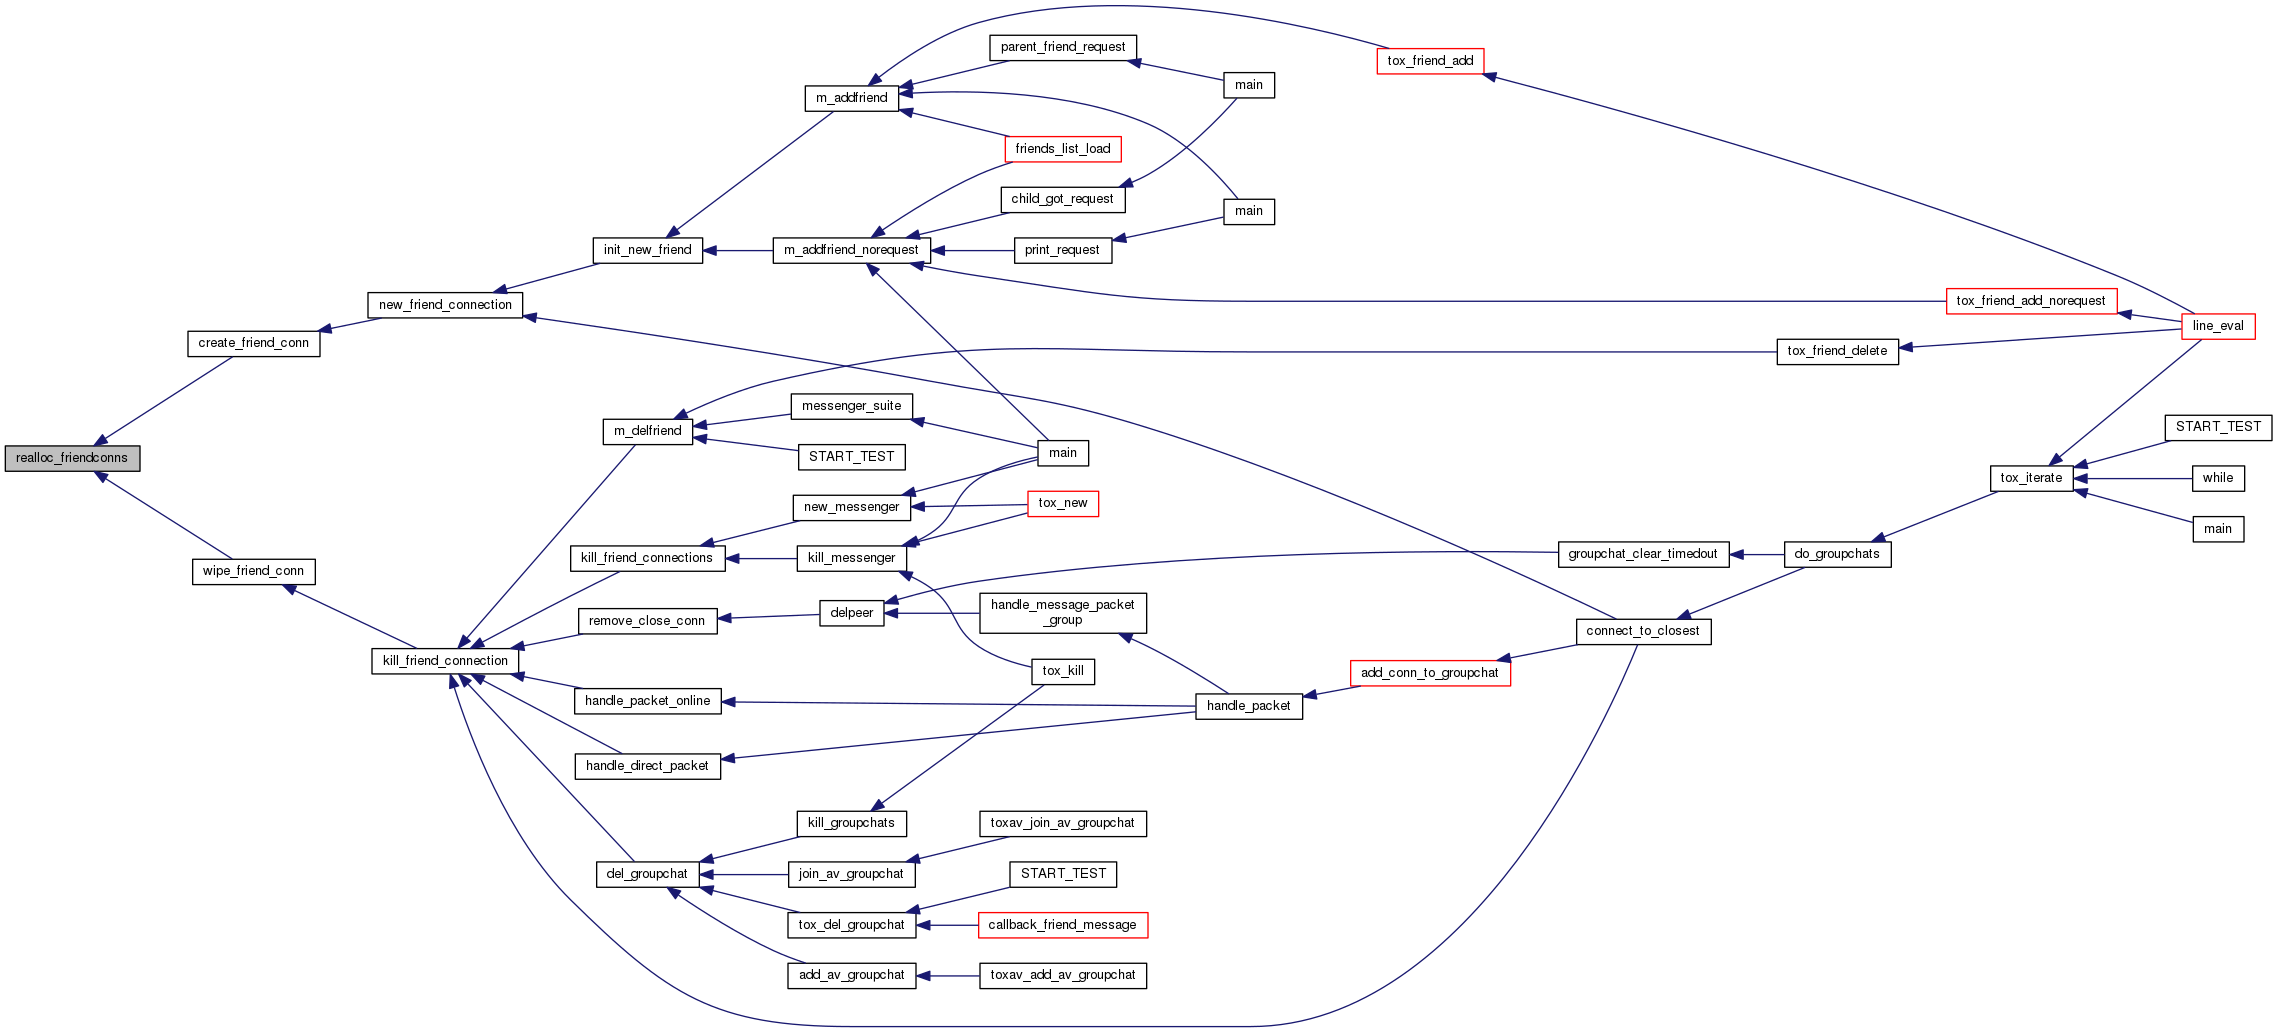 realloc_friendconns
create_friend_conn
wipe_friend_conn
new_friend_connection
kill_friend_connection
init_new_friend
m_delfriend
kill_friend_connections
remove_close_conn
handle_packet_online
handle_direct_packet
del_groupchat
m_addfriend
m_addfriend_norequest
messenger_suite
START_TEST
new_messenger
kill_messenger
delpeer
kill_groupchats
join_av_groupchat
tox_del_groupchat
add_av_groupchat
parent_friend_request
friends_list_load
child_got_request
print_request
main
tox_new
handle_message_packet
_group
tox_kill
toxav_join_av_groupchat
START_TEST
callback_friend_message
toxav_add_av_groupchat
main
main
handle_packet
tox_friend_add
add_conn_to_groupchat
groupchat_clear_timedout
connect_to_closest
tox_friend_delete
do_groupchats
tox_friend_add_norequest
tox_iterate
line_eval
START_TEST
while
main